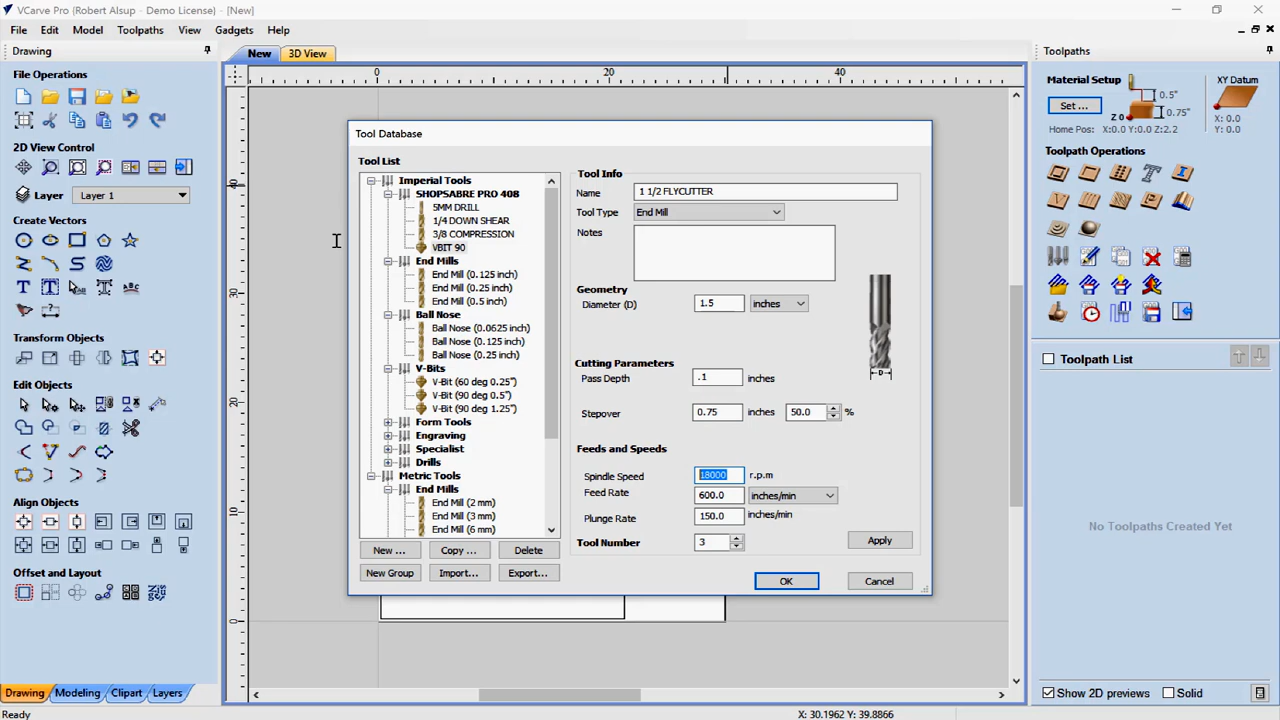 VCarve Pro (Robert Alsup - Demo License) - [New]
File Edit Model Toolpaths View Gadgets Help
Drawing
File Operations
2D View Control
Layer Layer 1
Create Vectors
Transform Objects
Edit Objects
Align Objects
Offset and Layout
Drawing Modeling Clipart Layers
Ready
New 3D View
0 20 40
40
30
20
10
0
Tool Database
Tool List
Imperial Tools
SHOPSABRE PRO 408
5MM DRILL
1/4 DOWN SHEAR
3/8 COMPRESSION
VBIT 90
End Mills
End Mill (0.125 inch)
End Mill (0.25 inch)
End Mill (0.5 inch)
Ball Nose
Ball Nose (0.0625 inch)
Ball Nose (0.125 inch)
Ball Nose (0.25 inch)
V-Bits
V-Bit (60 deg 0.25")
V-Bit (90 deg 0.5")
V-Bit (90 deg 1.25")
Form Tools
Engraving
Specialist
Drills
Metric Tools
End Mills
End Mill (2 mm)
End Mill (3 mm)
End Mill (6 mm)
New ... Copy ... Delete
New Group Import... Export...
Tool Info
Name 1 1/2 FLYCUTTER
Tool Type End Mill
Notes
Geometry
Diameter (D) 1.5 inches
D
Cutting Parameters
Pass Depth .1 inches
Stepover 0.75 inches 50.0 %
Feeds and Speeds
Spindle Speed 18000 r.p.m
Feed Rate 600.0 inches/min
Plunge Rate 150.0 inches/min
Tool Number 3
Apply
OK Cancel
Toolpaths
Material Setup
Set ...
0.5"
Z 0 0.75"
Home Pos: X:0.0 Y:0.0 Z:2.2
XY Datum
X: 0.0
Y: 0.0
Toolpath Operations
Toolpath List
No Toolpaths Created Yet
Show 2D previews Solid
X: 30.1962 Y: 39.8866